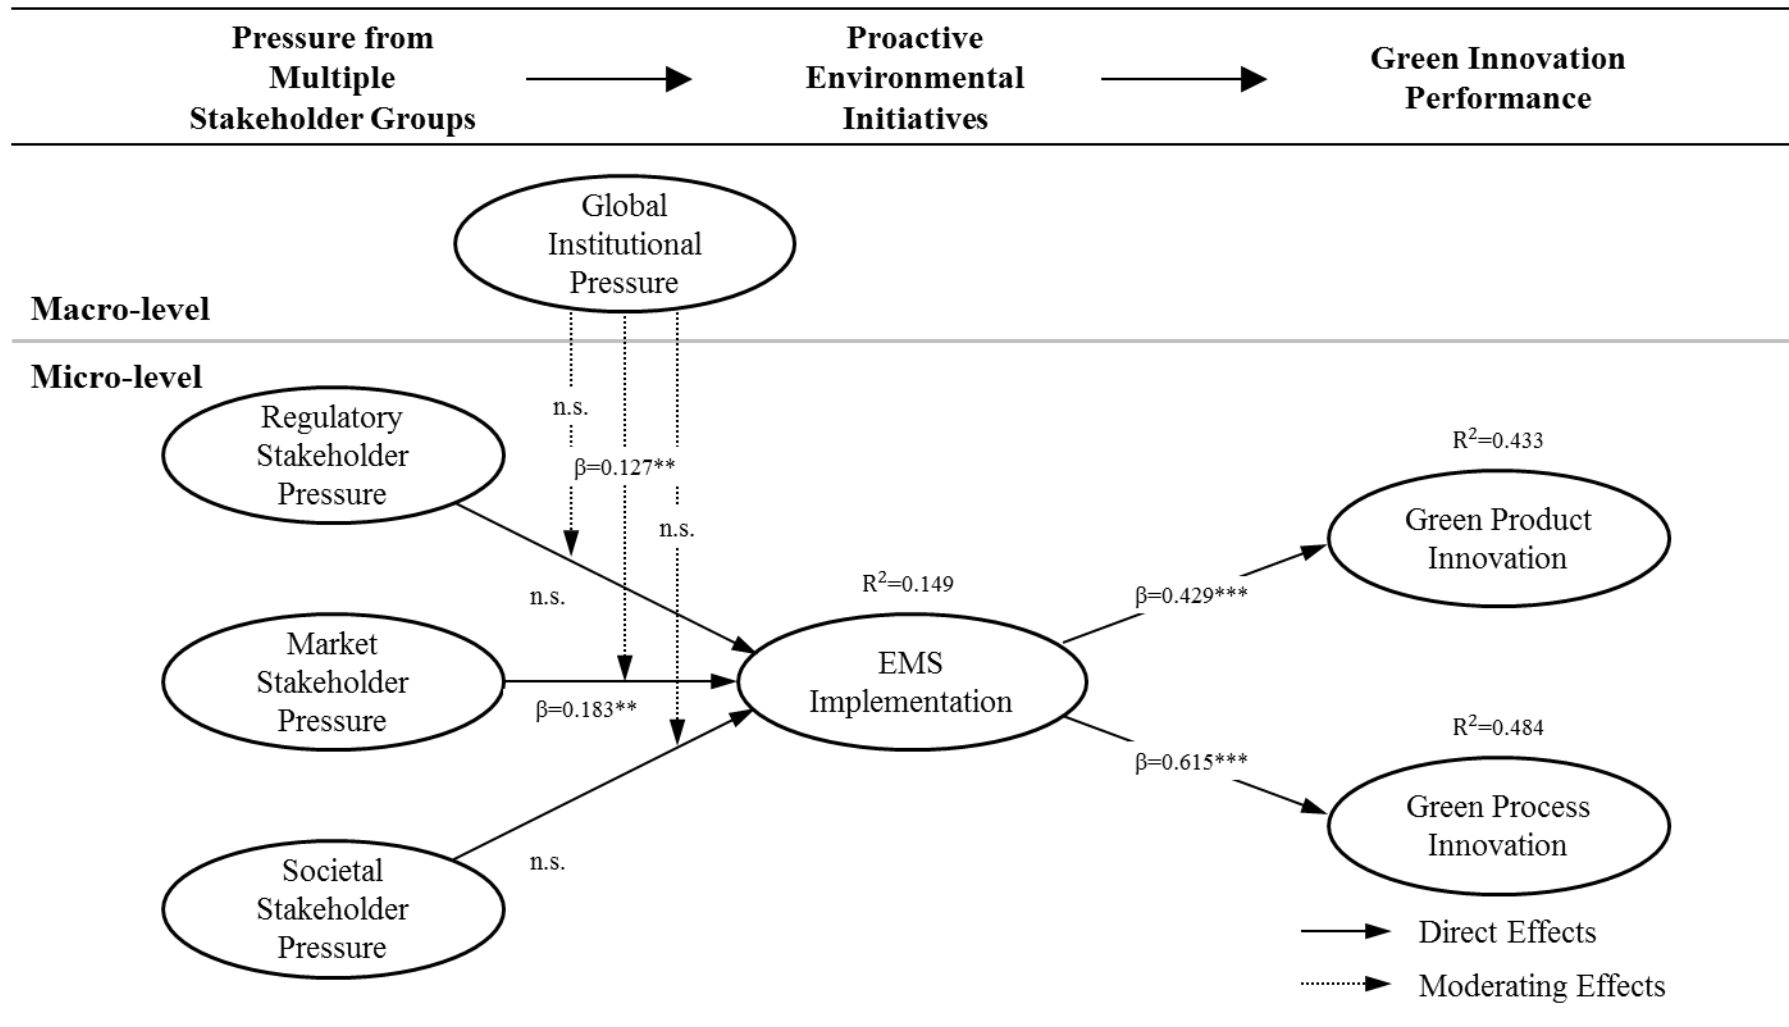 Pressure from
Multiple
Stakeholder Groups
Proactive
Environmental
Initiatives
Green Innovation
Performance
Global
Institutional
Pressure
Macro-level
Micro-level
Regulatory
Stakeholder
Pressure
n.s.
β=0.127**
n.s.
n.s.
Market
Stakeholder
Pressure
β=0.183**
Societal
Stakeholder
Pressure
n.s.
R²=0.149
EMS
Implementation
β=0.429***
β=0.615***
R²=0.433
Green Product
Innovation
R²=0.484
Green Process
Innovation
Direct Effects
Moderating Effects